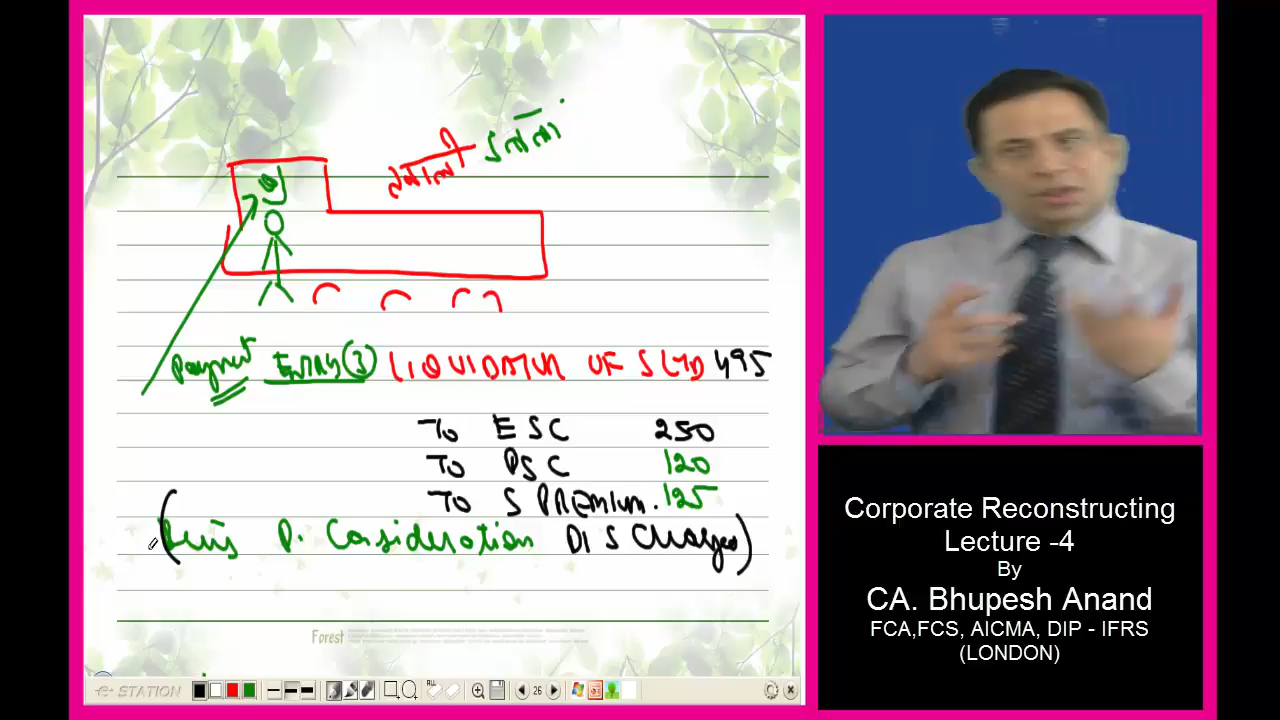 Payment ENTRY(3) LIQUIDATOR OF S LTD 495
To ESC 250
To PSC 120
To S PREMIUM. 125
(Being P. Consideration DISCharged)
Forest
e-STATION
26
Corporate Reconstructing
Lecture -4
By
CA. Bhupesh Anand
FCA,FCS, AICMA, DIP - IFRS
(LONDON)